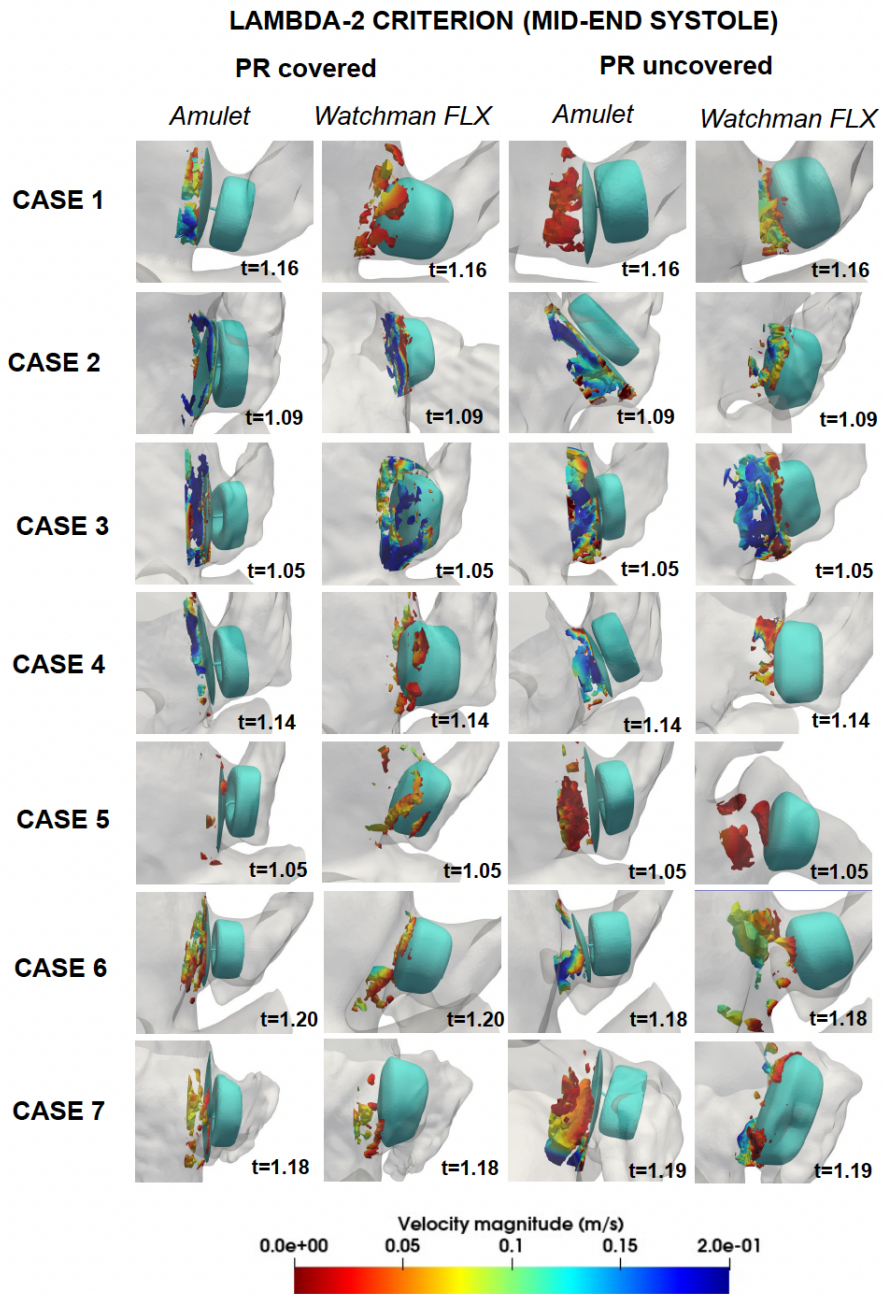 LAMBDA-2 CRITERION (MID-END SYSTOLE)
PR covered PR uncovered
Amulet Watchman FLX Amulet Watchman FLX
CASE 1
t=1.16 t=1.16 t=1.16 t=1.16
CASE 2
t=1.09 t=1.09 t=1.09 t=1.09
CASE 3
t=1.05 t=1.05 t=1.05 t=1.05
CASE 4
t=1.14 t=1.14 t=1.14 t=1.14
CASE 5
t=1.05 t=1.05 t=1.05 t=1.05
CASE 6
t=1.20 t=1.20 t=1.18 t=1.18
CASE 7
t=1.18 t=1.18 t=1.19 t=1.19
Velocity magnitude (m/s)
0.0e+00 0.05 0.1 0.15 2.0e-01